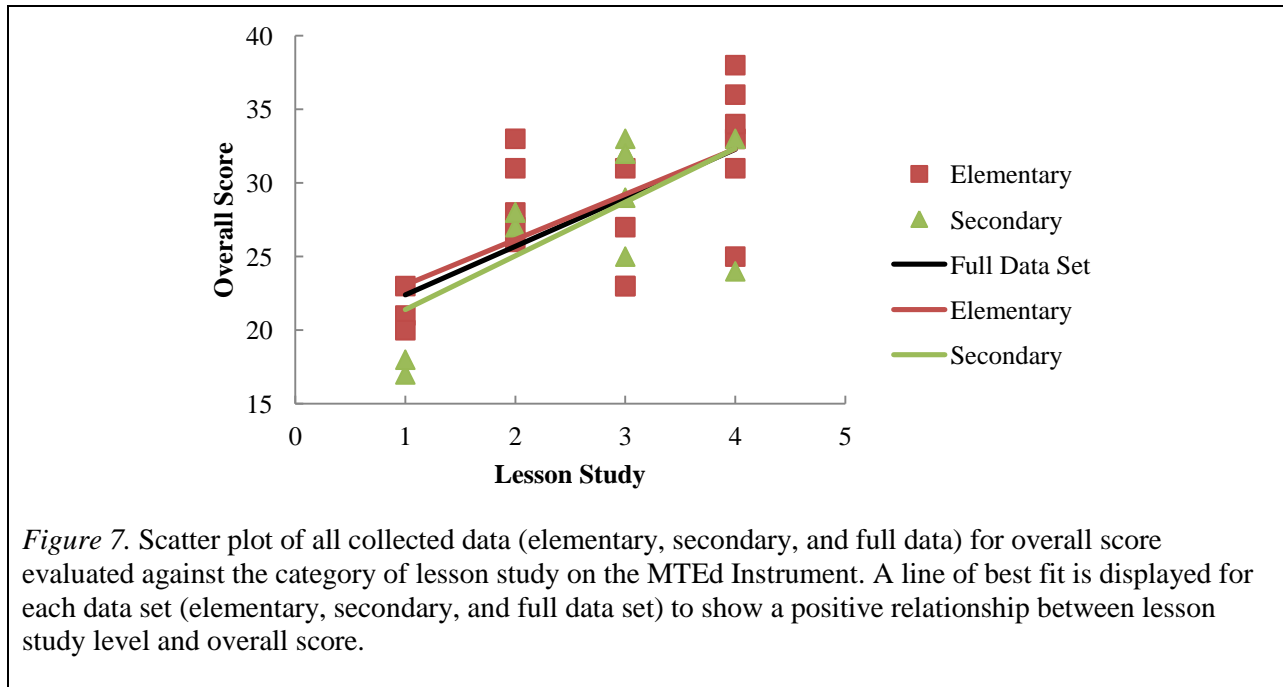 40
35
30
25
20
15
Overall Score
0 1 2 3 4 5
Lesson Study
Elementary
Secondary
Full Data Set
Elementary
Secondary
Figure 7. Scatter plot of all collected data (elementary, secondary, and full data) for overall score
evaluated against the category of lesson study on the MTEd Instrument. A line of best fit is displayed for
each data set (elementary, secondary, and full data set) to show a positive relationship between lesson
study level and overall score.